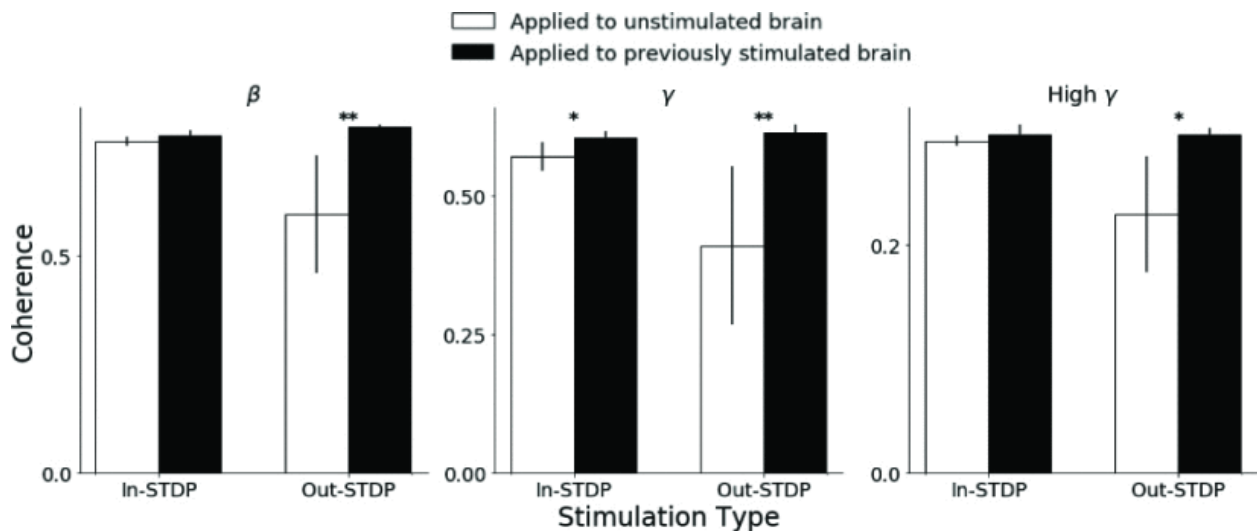 Applied to unstimulated brain
Applied to previously stimulated brain
β
γ
High γ
**
*
**
*
Coherence
0.5
0.0
0.50
0.25
0.00
0.2
0.0
In-STDP
Out-STDP
In-STDP
Out-STDP
In-STDP
Out-STDP
Stimulation Type